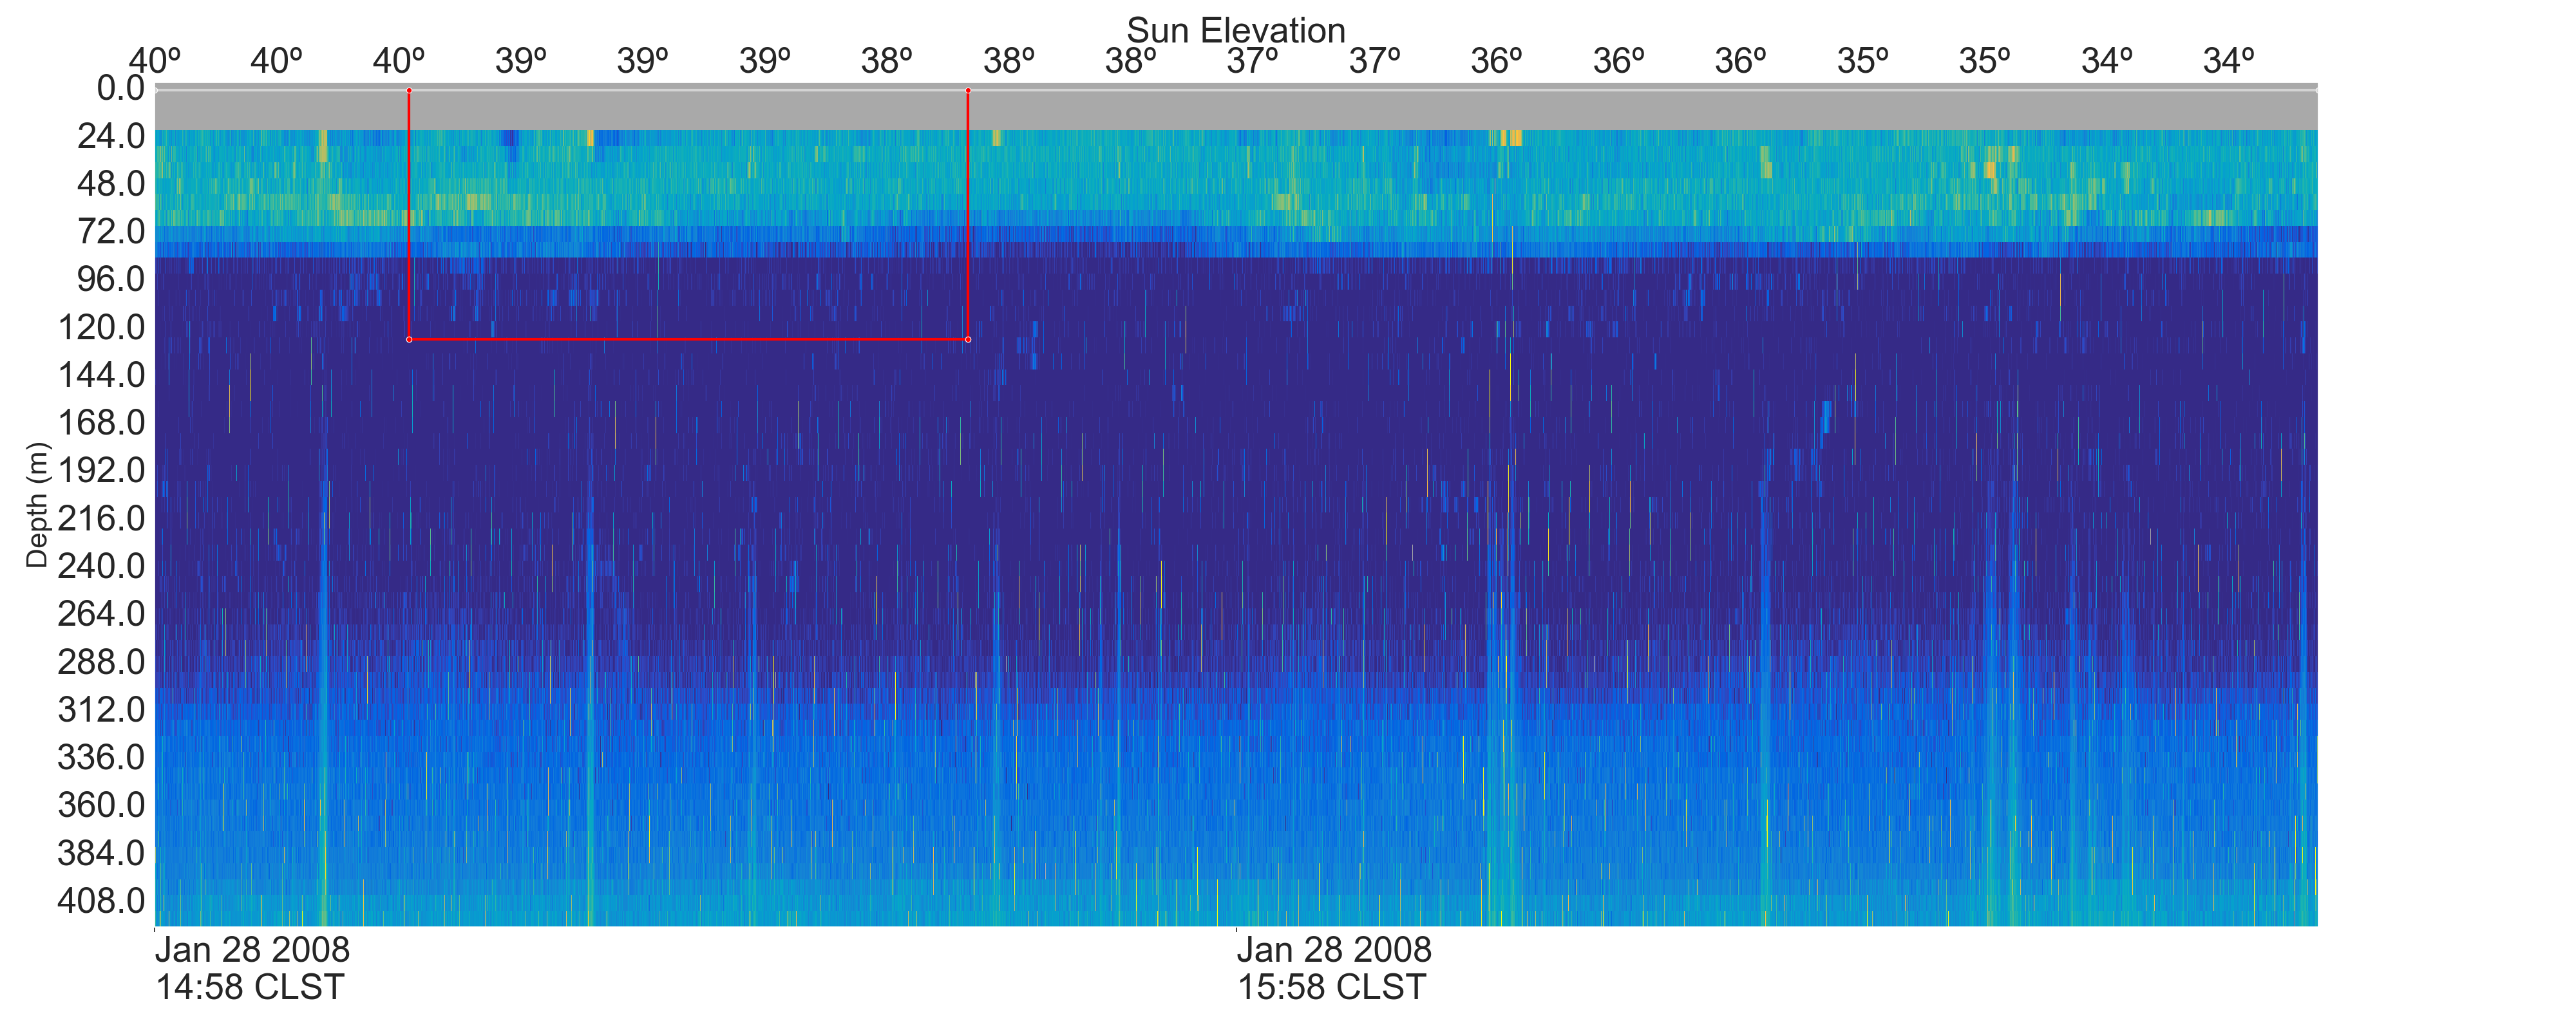 Sun Elevation
40º 40º 40º 39º 39º 39º 38º 38º 38º 37º 37º 36º 36º 36º 35º 35º 34º 34º
0.0
24.0
48.0
72.0
96.0
120.0
144.0
168.0
192.0
216.0
240.0
264.0
288.0
312.0
336.0
360.0
384.0
408.0
Depth (m)
Jan 28 2008
14:58 CLST
Jan 28 2008
15:58 CLST